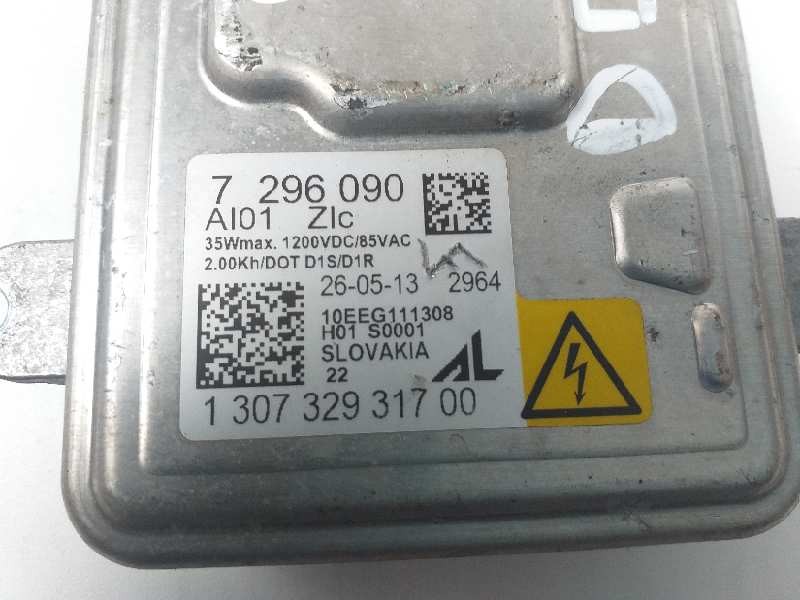 7 296 090
AI01 ZIc
35Wmax. 1200VDC/85VAC
2.00Kh/DOT D1S/D1R
26-05-13 2964
10EEG111308
H01 S0001
SLOVAKIA
22 AL
1 307 329 317 00